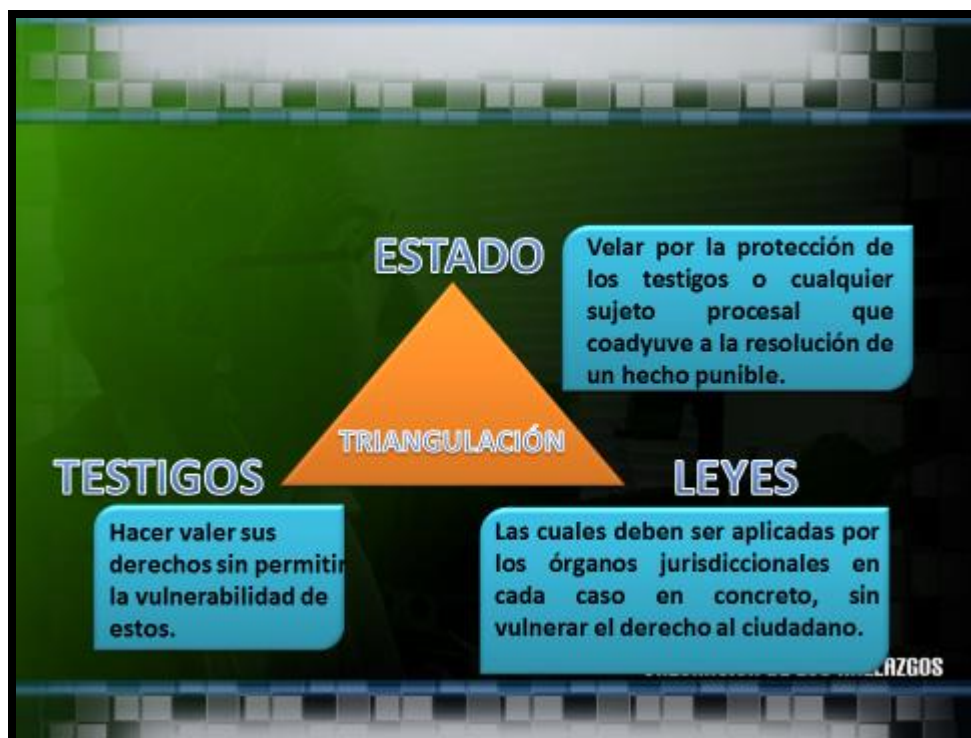 ESTADO
Velar por la protección de
los testigos o cualquier
sujeto procesal que
coadyuve a la resolución de
un hecho punible.
TRIANGULACIÓN
TESTIGOS
Hacer valer sus
derechos sin permitir
la vulnerabilidad de
estos.
LEYES
Las cuales deben ser aplicadas por
los órganos jurisdiccionales en
cada caso en concreto, sin
vulnerar el derecho al ciudadano.